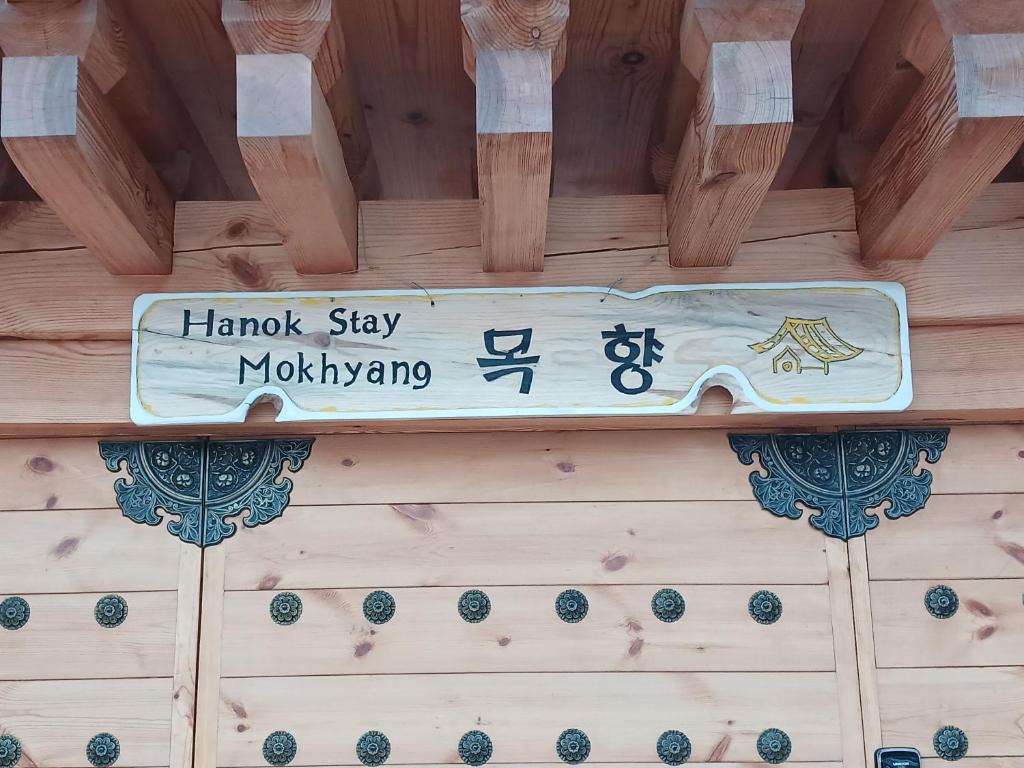 Hanok Stay
Mokhyang
목향